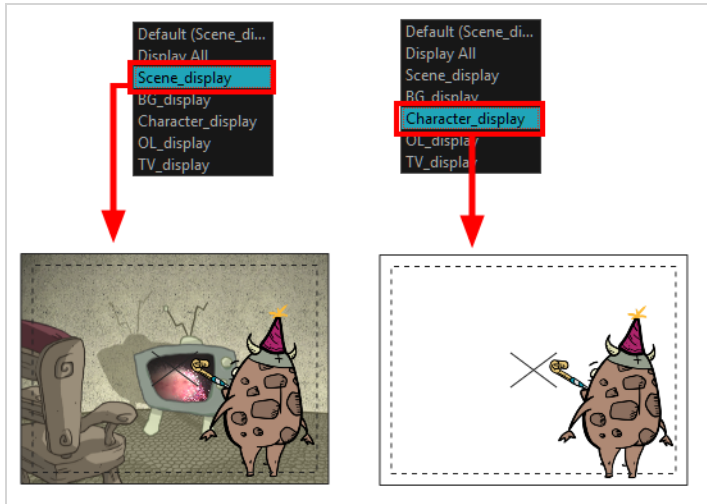 Default (Scene_di...
Display All
Scene_display
BG_display
Character_display
OL_display
TV_display
Default (Scene_di...
Display All
Scene_display
BG_display
Character_display
OL_display
TV_display